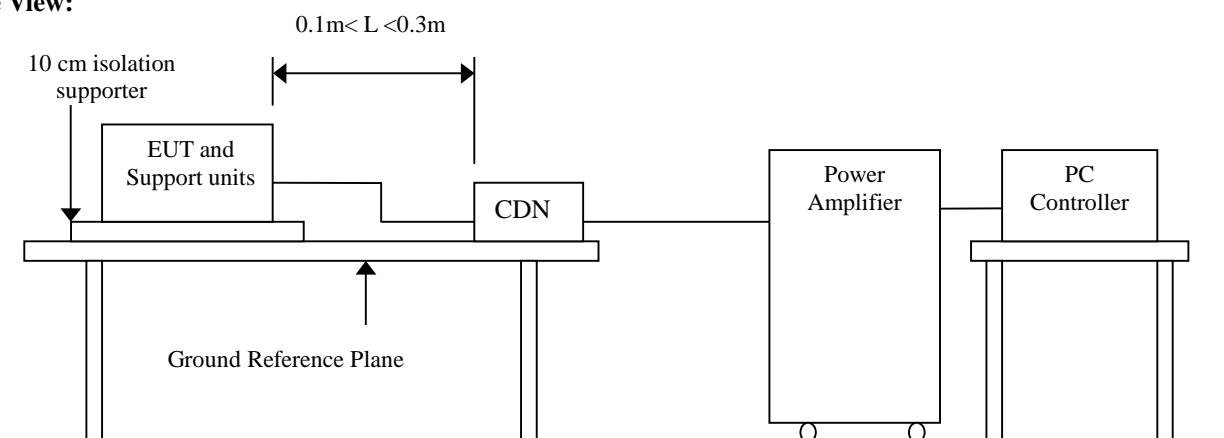 View:
0.1m< L <0.3m
10 cm isolation
supporter
EUT and
Support units
CDN
Power
Amplifier
PC
Controller
Ground Reference Plane